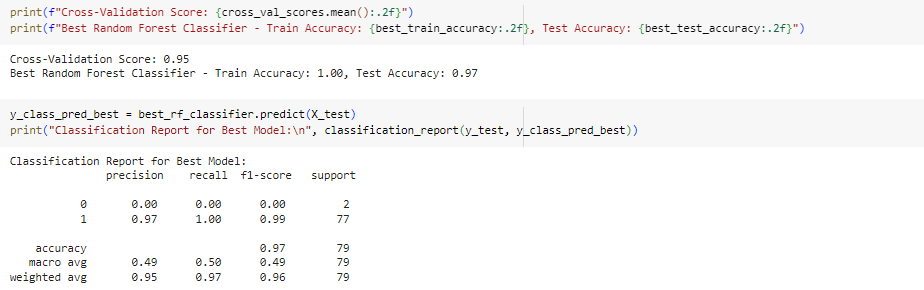 print(f"Cross-Validation Score: {cross_val_scores.mean():.2f}")
print(f"Best Random Forest Classifier - Train Accuracy: {best_train_accuracy:.2f}, Test Accuracy: {best_test_accuracy:.2f}")
Cross-Validation Score: 0.95
Best Random Forest Classifier - Train Accuracy: 1.00, Test Accuracy: 0.97
y_class_pred_best = best_rf_classifier.predict(X_test)
print("Classification Report for Best Model:\n", classification_report(y_test, y_class_pred_best))
Classification Report for Best Model:
precision recall f1-score support
0 0.00 0.00 0.00 2
1 0.97 1.00 0.99 77
accuracy 0.97 79
macro avg 0.49 0.50 0.49 79
weighted avg 0.95 0.97 0.96 79